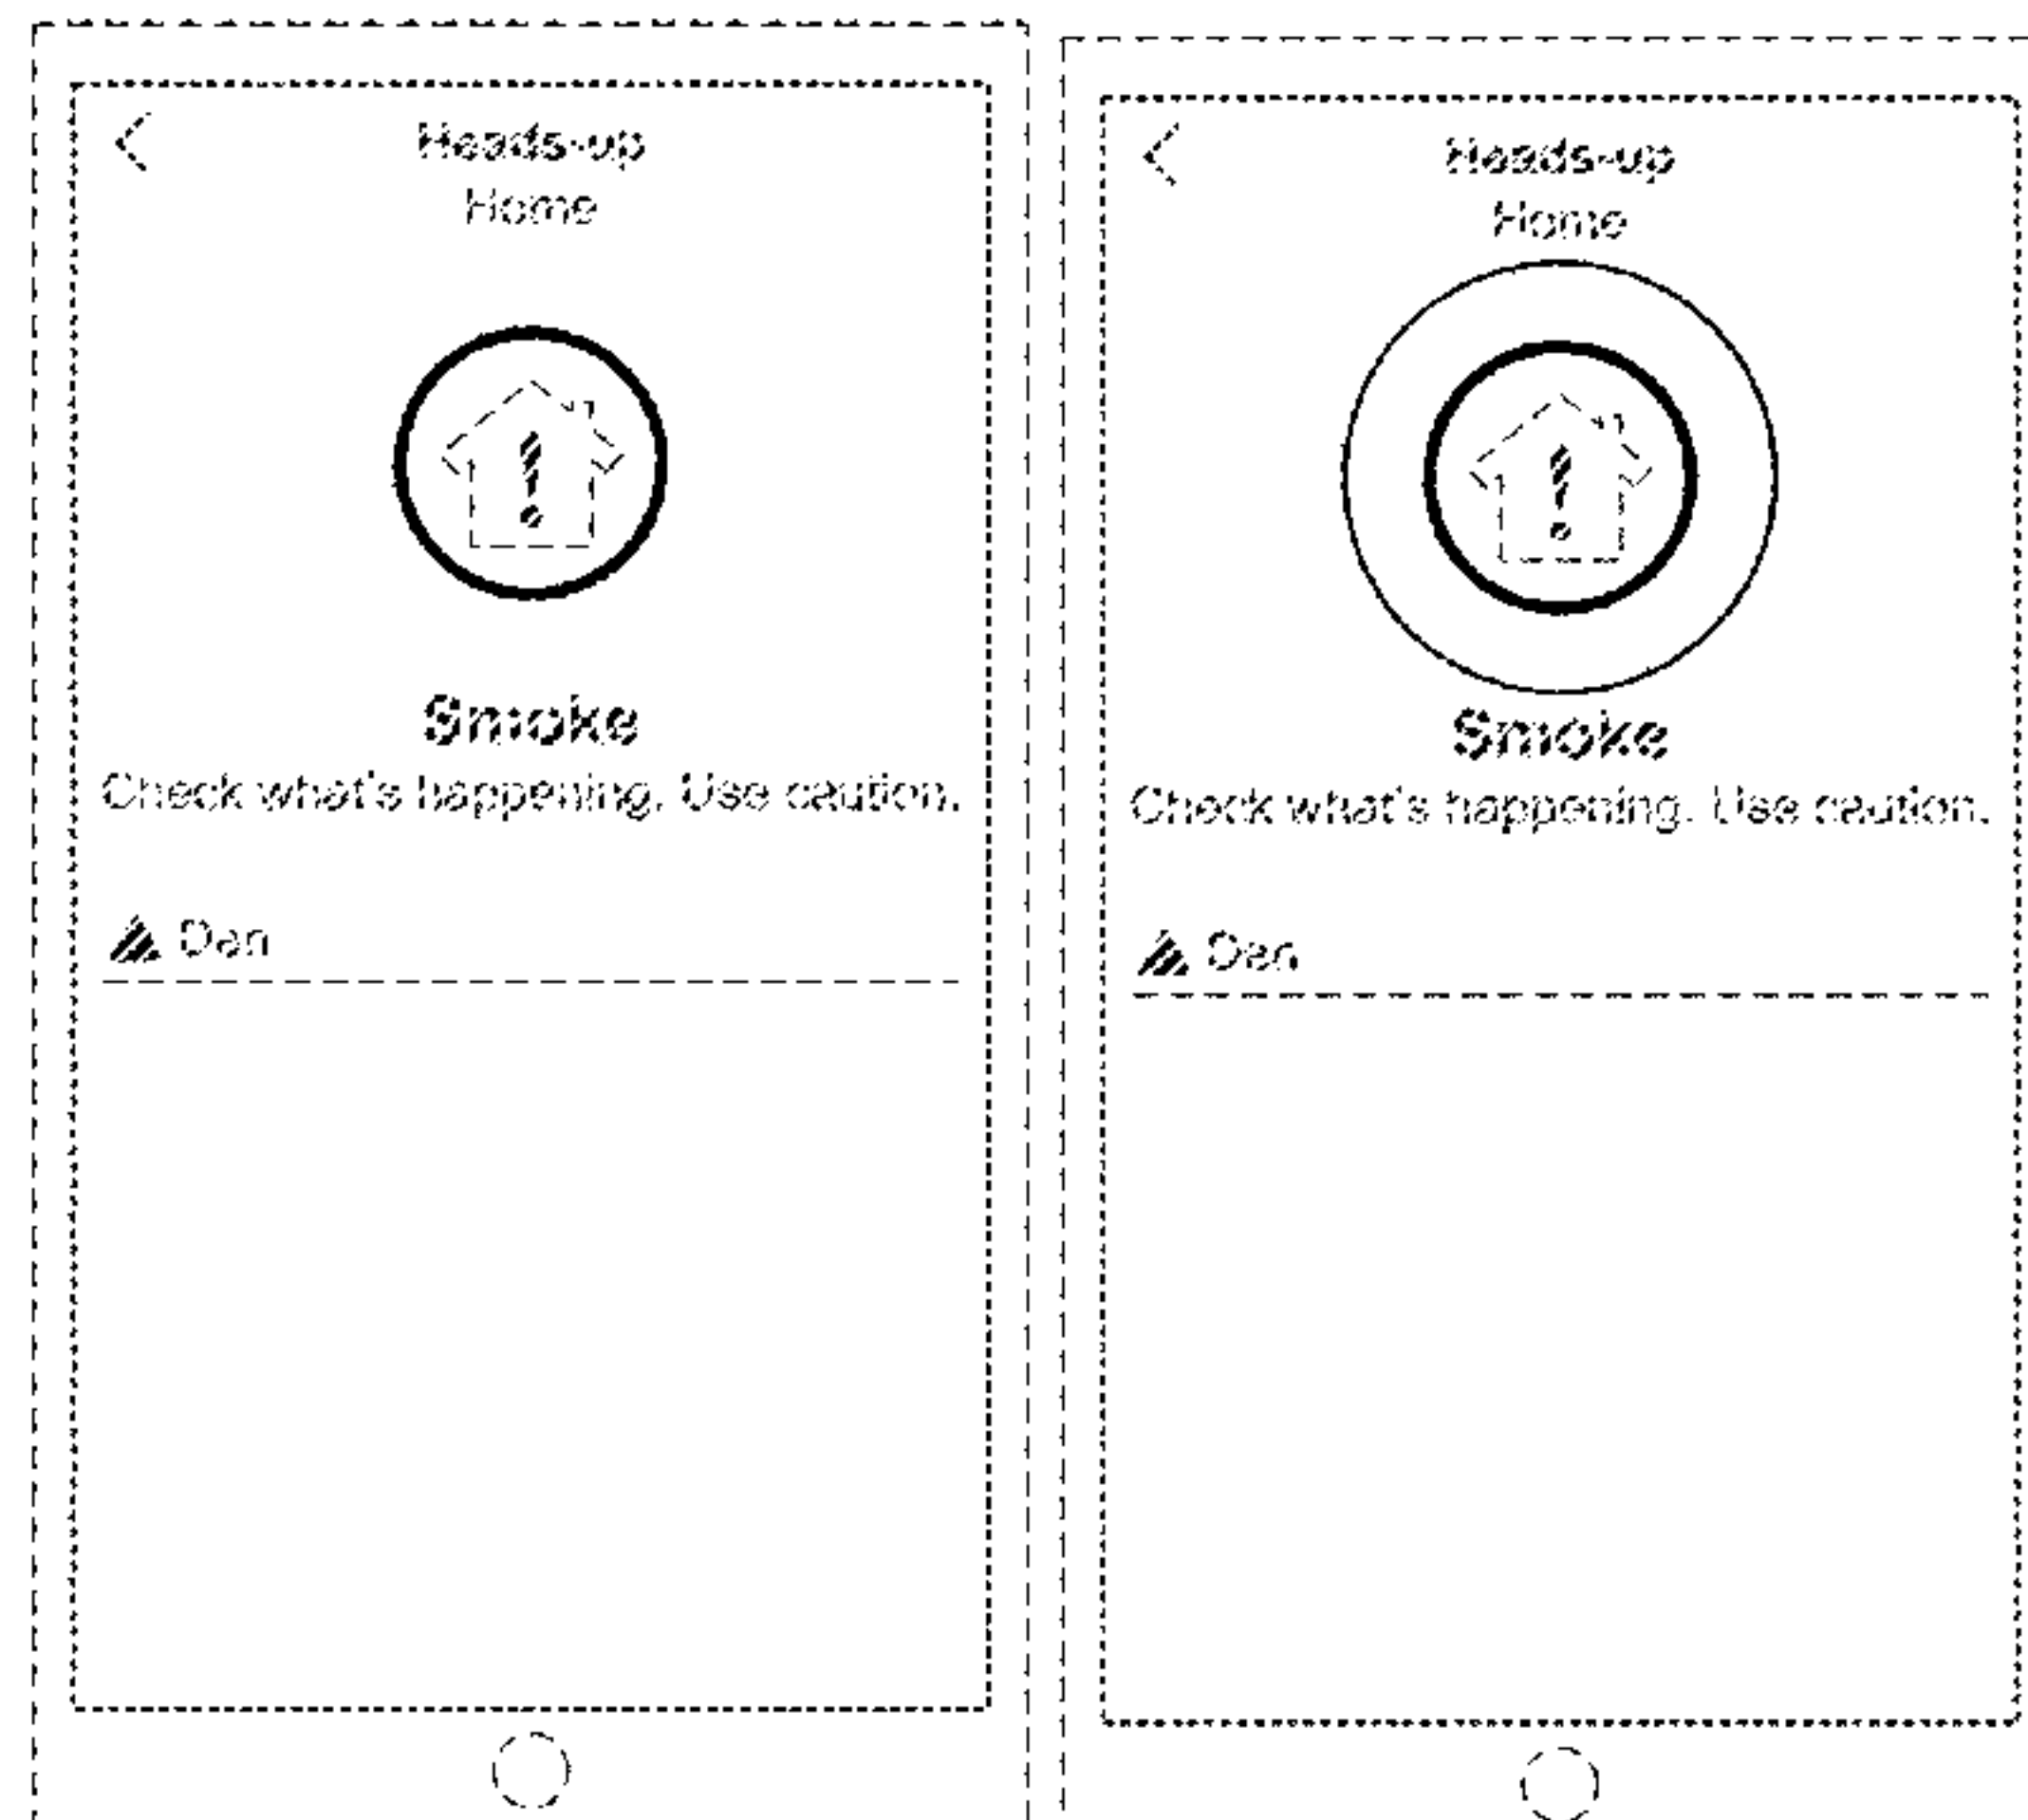 Heads-up
Home
!
Smoke
Check what's happening. Use caution.
Dan
Heads-up
Home
!
Smoke
Check what's happening. Use caution.
Dan